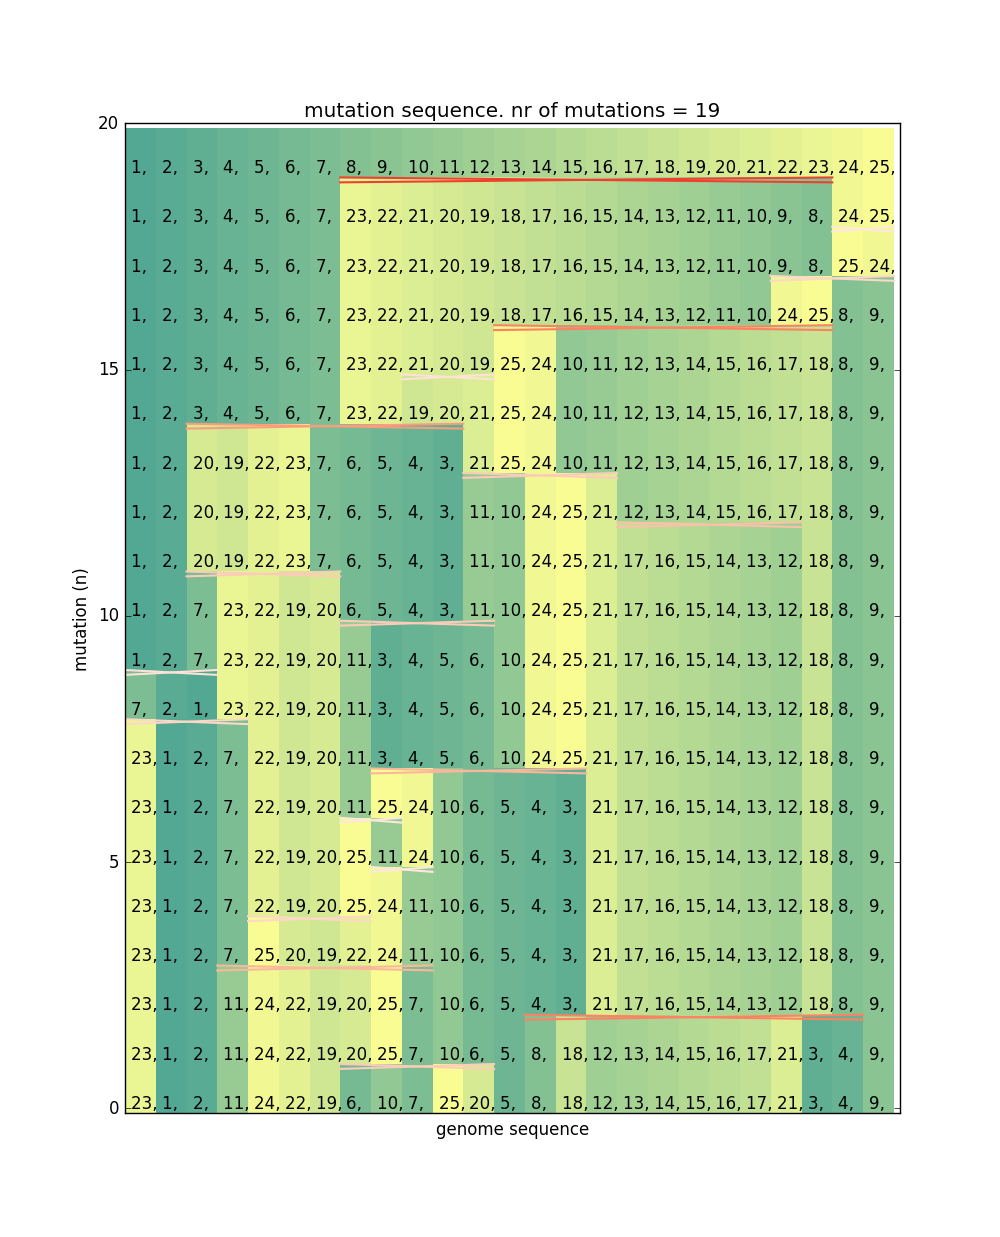 mutation sequence. nr of mutations = 19
20
1, 2, 3, 4, 5, 6, 7, 8, 9, 10, 11, 12, 13, 14, 15, 16, 17, 18, 19, 20, 21, 22, 23, 24, 25,
1, 2, 3, 4, 5, 6, 7, 23, 22, 21, 20, 19, 18, 17, 16, 15, 14, 13, 12, 11, 10, 9, 8, 24, 25,
1, 2, 3, 4, 5, 6, 7, 23, 22, 21, 20, 19, 18, 17, 16, 15, 14, 13, 12, 11, 10, 9, 8, 25, 24,
1, 2, 3, 4, 5, 6, 7, 23, 22, 21, 20, 19, 18, 17, 16, 15, 14, 13, 12, 11, 10, 24, 25, 8, 9,
15 1, 2, 3, 4, 5, 6, 7, 23, 22, 21, 20, 19, 25, 24, 10, 11, 12, 13, 14, 15, 16, 17, 18, 8, 9,
1, 2, 3, 4, 5, 6, 7, 23, 22, 19, 20, 21, 25, 24, 10, 11, 12, 13, 14, 15, 16, 17, 18, 8, 9,
1, 2, 20, 19, 22, 23, 7, 6, 5, 4, 3, 21, 25, 24, 10, 11, 12, 13, 14, 15, 16, 17, 18, 8, 9,
1, 2, 20, 19, 22, 23, 7, 6, 5, 4, 3, 11, 10, 24, 25, 21, 12, 13, 14, 15, 16, 17, 18, 8, 9,
1, 2, 20, 19, 22, 23, 7, 6, 5, 4, 3, 11, 10, 24, 25, 21, 17, 16, 15, 14, 13, 12, 18, 8, 9,
10 1, 2, 7, 23, 22, 19, 20, 6, 5, 4, 3, 11, 10, 24, 25, 21, 17, 16, 15, 14, 13, 12, 18, 8, 9,
1, 2, 7, 23, 22, 19, 20, 11, 3, 4, 5, 6, 10, 24, 25, 21, 17, 16, 15, 14, 13, 12, 18, 8, 9,
7, 2, 1, 23, 22, 19, 20, 11, 3, 4, 5, 6, 10, 24, 25, 21, 17, 16, 15, 14, 13, 12, 18, 8, 9,
23, 1, 2, 7, 22, 19, 20, 11, 3, 4, 5, 6, 10, 24, 25, 21, 17, 16, 15, 14, 13, 12, 18, 8, 9,
23, 1, 2, 7, 22, 19, 20, 11, 25, 24, 10, 6, 5, 4, 3, 21, 17, 16, 15, 14, 13, 12, 18, 8, 9,
5 23, 1, 2, 7, 22, 19, 20, 25, 11, 24, 10, 6, 5, 4, 3, 21, 17, 16, 15, 14, 13, 12, 18, 8, 9,
23, 1, 2, 7, 22, 19, 20, 25, 24, 11, 10, 6, 5, 4, 3, 21, 17, 16, 15, 14, 13, 12, 18, 8, 9,
23, 1, 2, 7, 25, 20, 19, 22, 24, 11, 10, 6, 5, 4, 3, 21, 17, 16, 15, 14, 13, 12, 18, 8, 9,
23, 1, 2, 11, 24, 22, 19, 20, 25, 7, 10, 6, 5, 4, 3, 21, 17, 16, 15, 14, 13, 12, 18, 8, 9,
23, 1, 2, 11, 24, 22, 19, 20, 25, 7, 10, 6, 5, 8, 18, 12, 13, 14, 15, 16, 17, 21, 3, 4, 9,
0 23, 1, 2, 11, 24, 22, 19, 6, 10, 7, 25, 20, 5, 8, 18, 12, 13, 14, 15, 16, 17, 21, 3, 4, 9,
mutation (n)
genome sequence